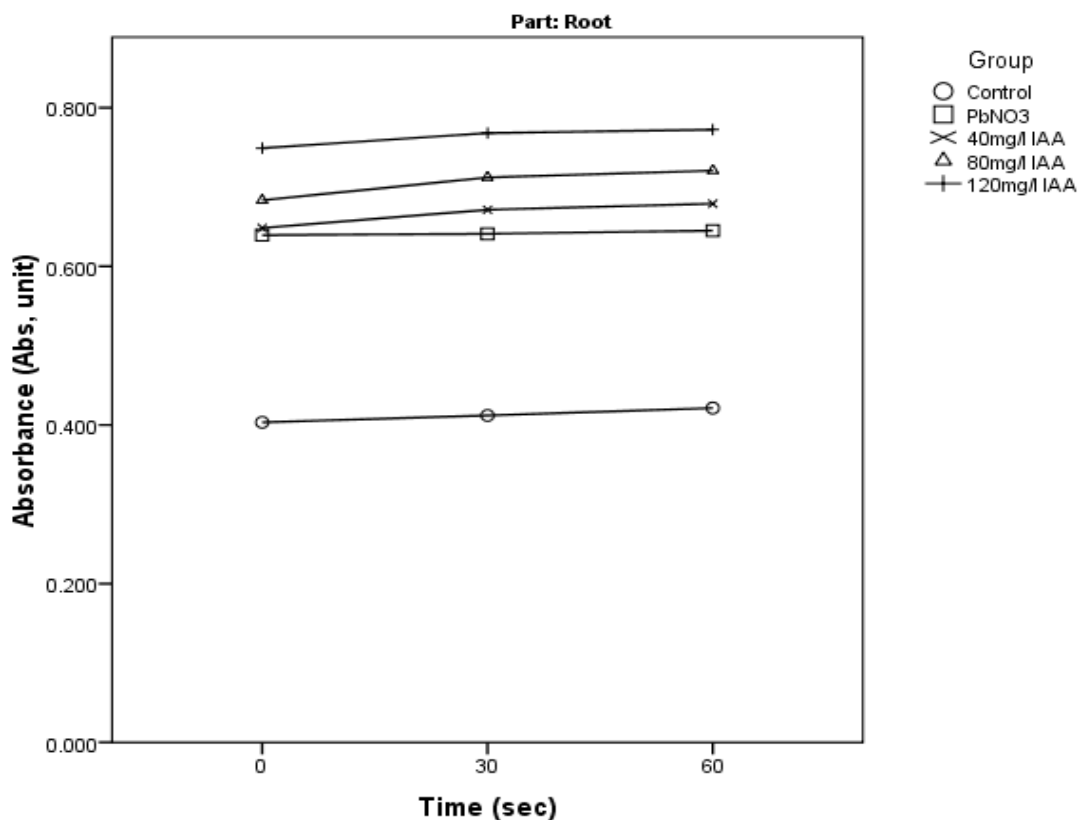 Part: Root
Group
Control
PbNO3
40mg/l IAA
80mg/l IAA
120mg/l IAA
0.800
0.600
0.400
0.200
0.000
Absorbance (Abs, unit)
0 30 60
Time (sec)